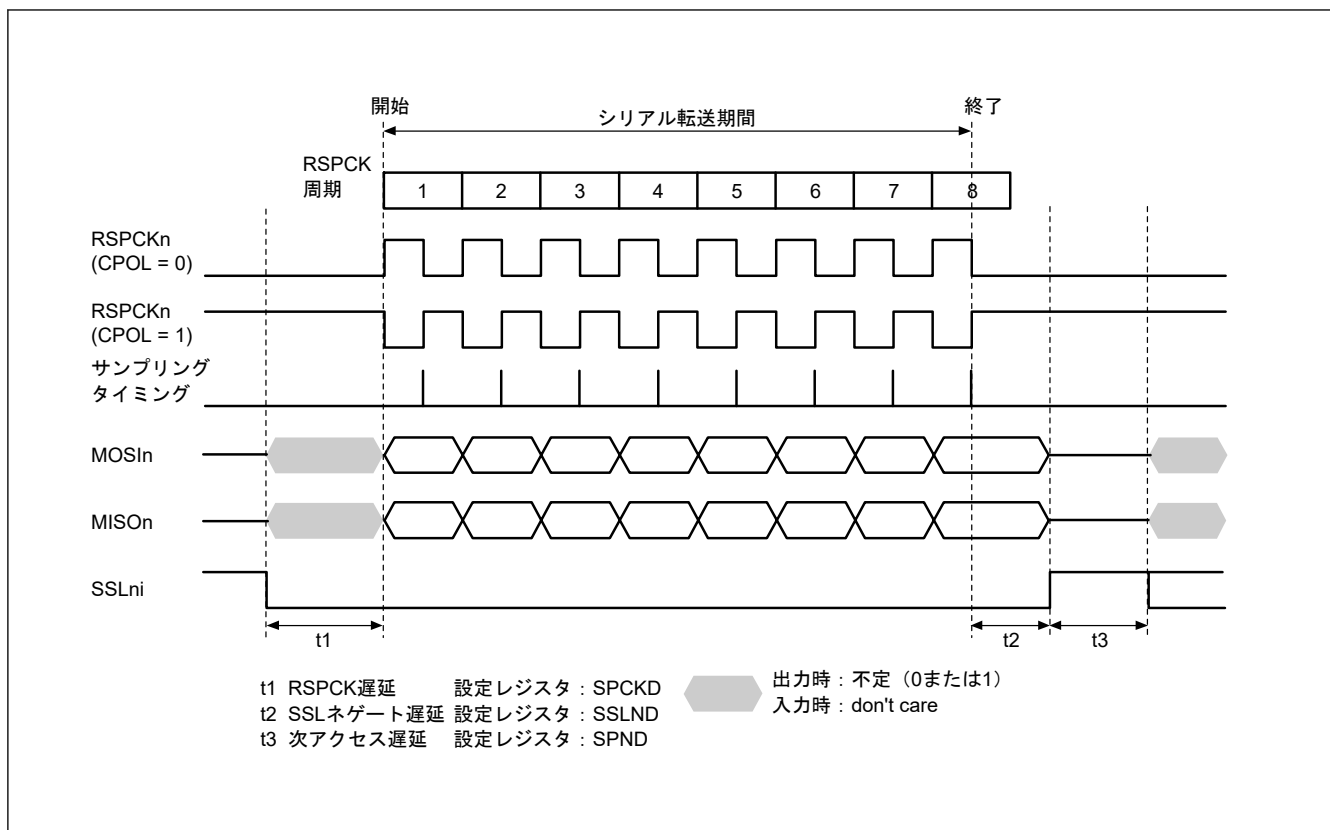 開始
終了
シリアル転送期間
RSPCK
周期
1 2 3 4 5 6 7 8
RSPCKn
(CPOL = 0)
RSPCKn
(CPOL = 1)
サンプリング
タイミング
MOSIn
MISOn
SSLni
t1
t2
t3
t1 RSPCK遅延 設定レジスタ：SPCKD
t2 SSLネゲート遅延 設定レジスタ：SSLND
t3 次アクセス遅延 設定レジスタ：SPND
出力時：不定（0または1）
入力時：don't care